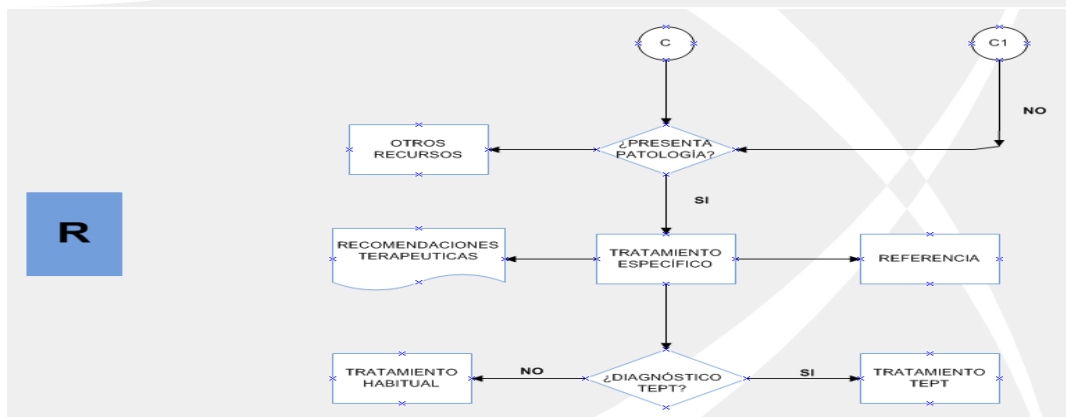 C
C1
NO
OTROS
RECURSOS
¿PRESENTA
PATOLOGÍA?
SI
R
RECOMENDACIONES
TERAPEUTICAS
TRATAMIENTO
ESPECÍFICO
REFERENCIA
TRATAMIENTO
HABITUAL
NO
¿DIAGNÓSTICO
TEPT?
SI
TRATAMIENTO
TEPT